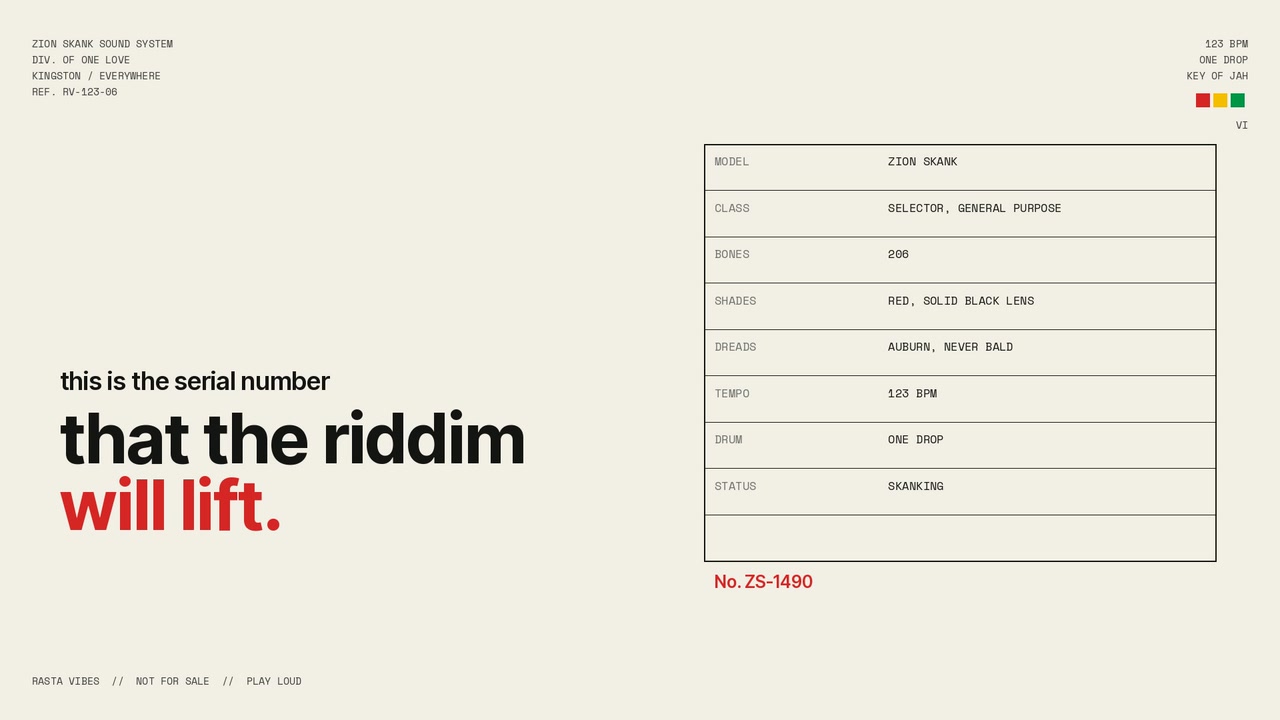 ZION SKANK SOUND SYSTEM
DIV. OF ONE LOVE
KINGSTON / EVERYWHERE
REF. RV-123-06
123 BPM
ONE DROP
KEY OF JAH
VI
this is the serial number
that the riddim
will lift.
MODEL ZION SKANK
CLASS SELECTOR, GENERAL PURPOSE
BONES 206
SHADES RED, SOLID BLACK LENS
DREADS AUBURN, NEVER BALD
TEMPO 123 BPM
DRUM ONE DROP
STATUS SKANKING
No. ZS-1490
RASTA VIBES // NOT FOR SALE // PLAY LOUD